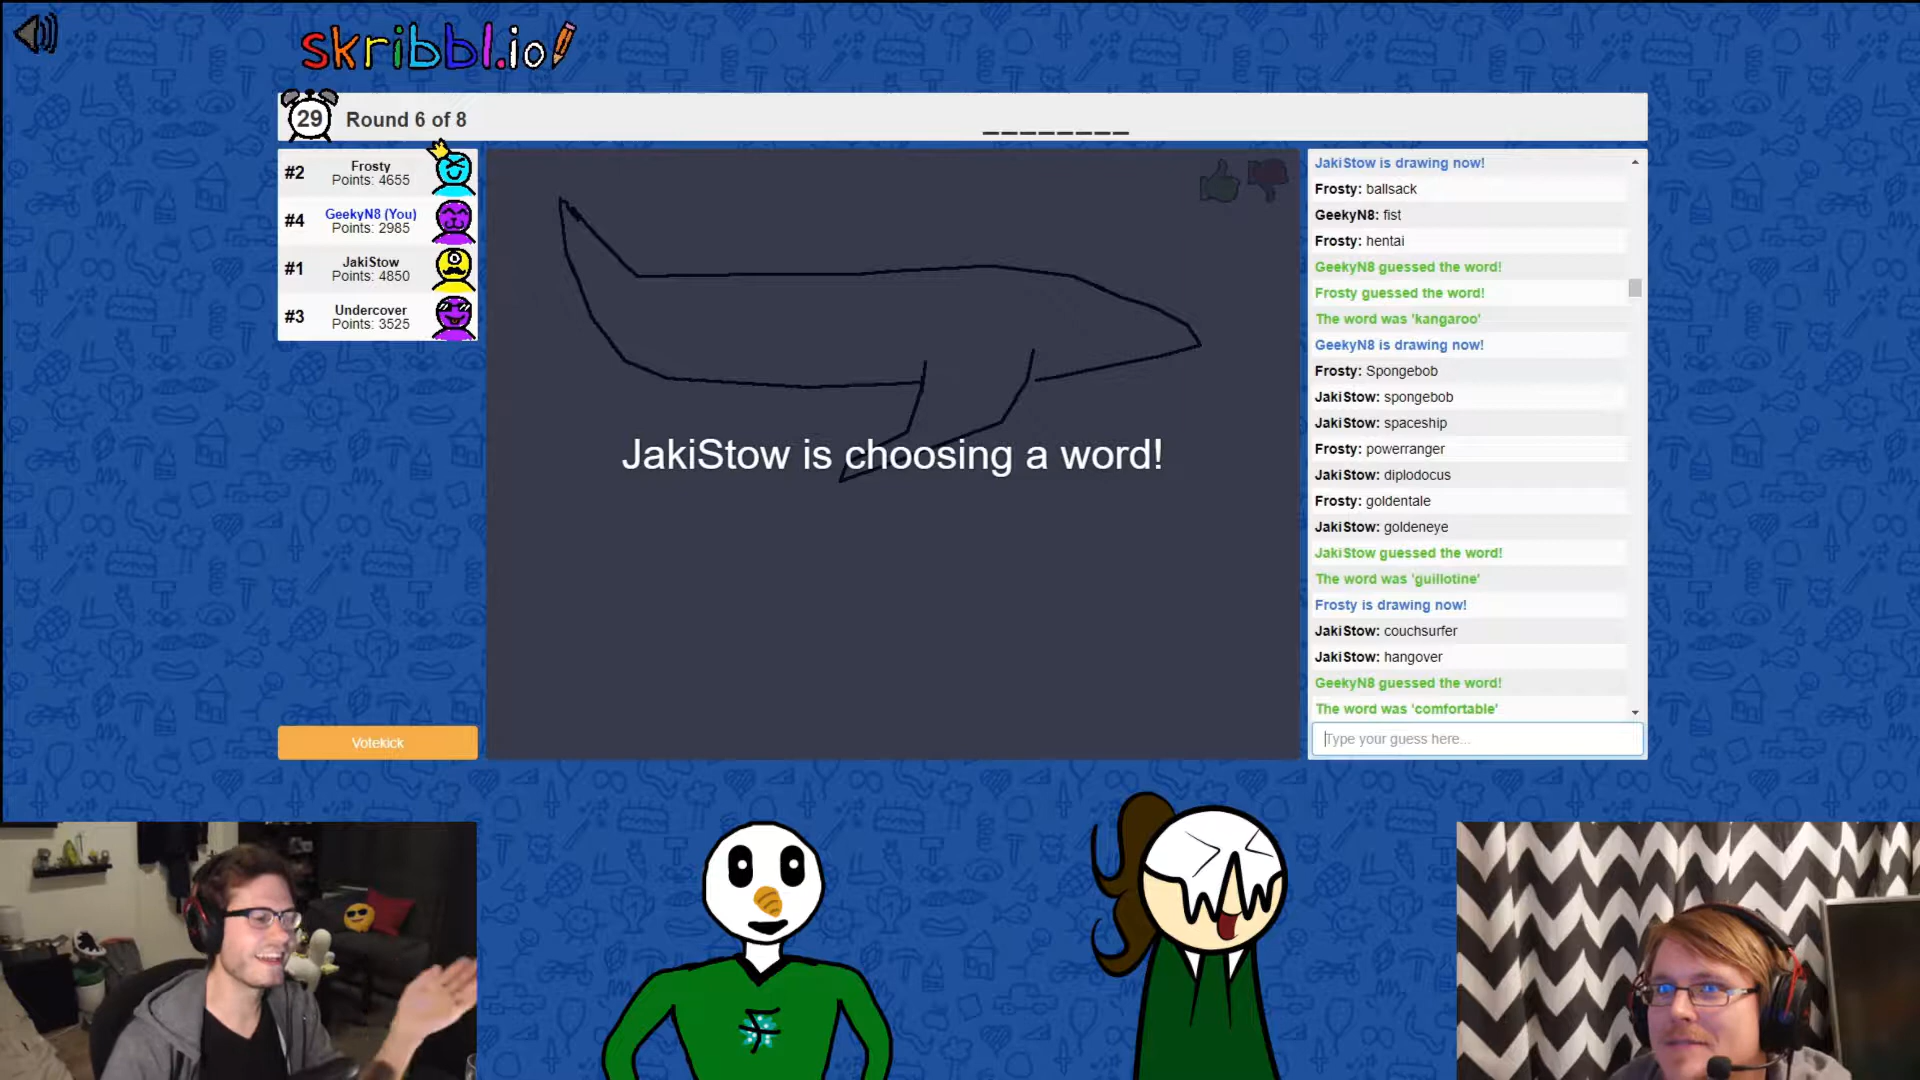 skribbl.io!
29
Round 6 of 8
________
#2
Frosty
Points: 4655
#4
GeekyN8 (You)
Points: 2985
#1
JakiStow
Points: 4850
#3
Undercover
Points: 3525
Votekick
JakiStow is choosing a word!
JakiStow is drawing now!
Frosty: ballsack
GeekyN8: fist
Frosty: hentai
GeekyN8 guessed the word!
Frosty guessed the word!
The word was 'kangaroo'
GeekyN8 is drawing now!
Frosty: Spongebob
JakiStow: spongebob
JakiStow: spaceship
Frosty: powerranger
JakiStow: diplodocus
Frosty: goldentale
JakiStow: goldeneye
JakiStow guessed the word!
The word was 'guillotine'
Frosty is drawing now!
JakiStow: couchsurfer
JakiStow: hangover
GeekyN8 guessed the word!
The word was 'comfortable'
Type your guess here...
F